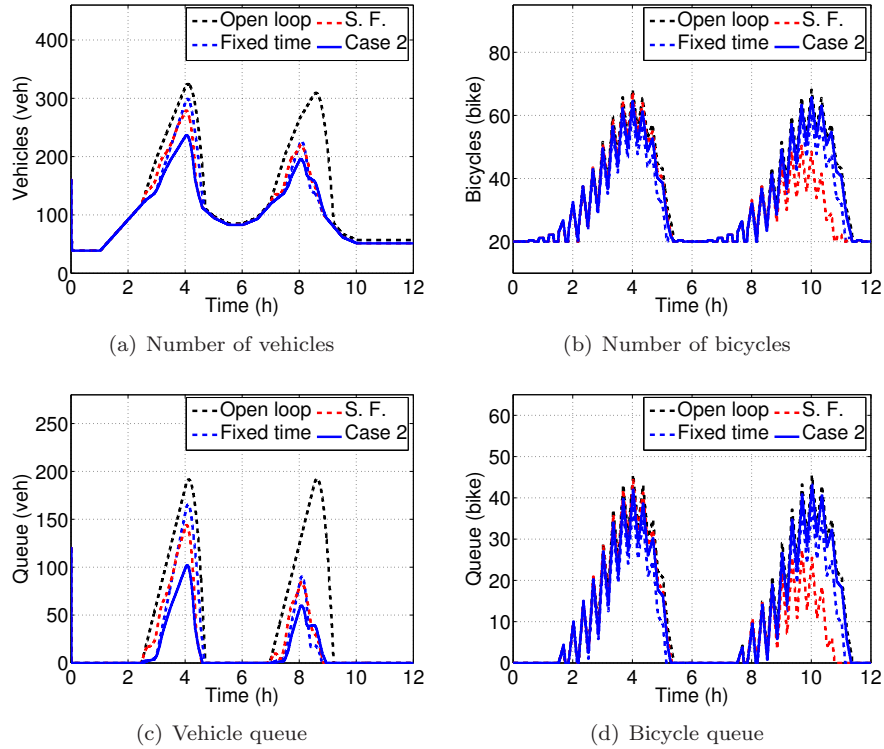 Open loop S. F.
Fixed time Case 2
Vehicles (veh)
400
300
200
100
0
0 2 4 6 8 10 12
Time (h)
(a) Number of vehicles
Open loop S. F.
Fixed time Case 2
Bicycles (bike)
80
60
40
20
0 2 4 6 8 10 12
Time (h)
(b) Number of bicycles
Open loop S. F.
Fixed time Case 2
Queue (veh)
250
200
150
100
50
0
0 2 4 6 8 10 12
Time (h)
(c) Vehicle queue
Open loop S. F.
Fixed time Case 2
Queue (bike)
60
50
40
30
20
10
0
0 2 4 6 8 10 12
Time (h)
(d) Bicycle queue